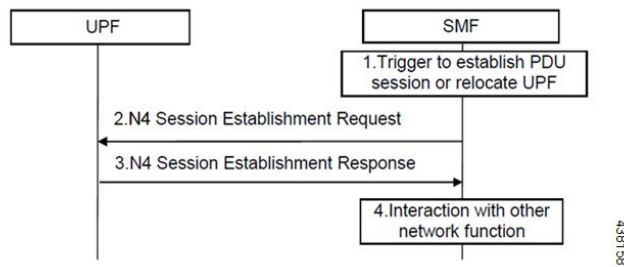 UPF
SMF
1.Trigger to establish PDU
session or relocate UPF
2.N4 Session Establishment Request
3.N4 Session Establishment Response
4.Interaction with other
network function
438158